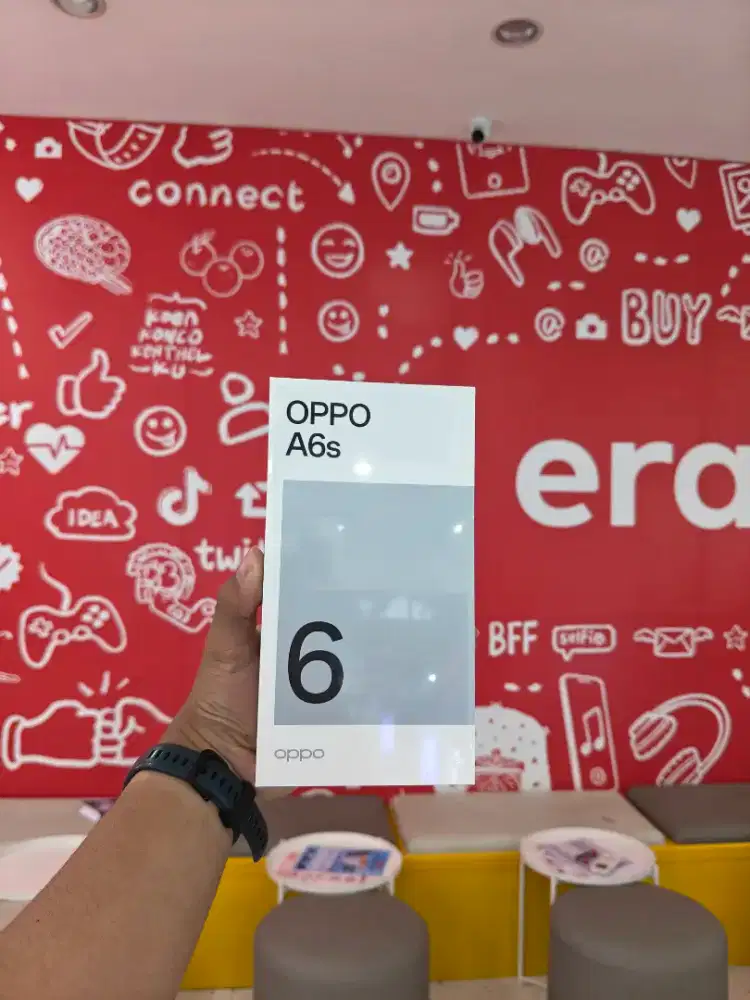 connect
BUY
OPPO
A6s
era
IDEA
6
BFF
selfie
oppo